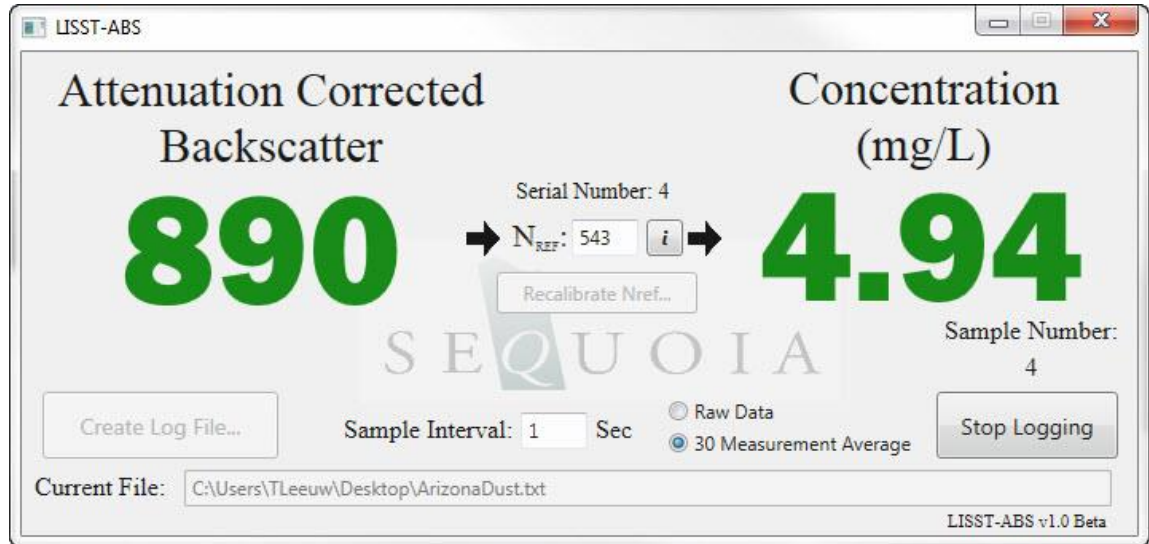 LISST-ABS
Attenuation Corrected
Backscatter
890
Serial Number: 4
NREF: 543 i
Recalibrate Nref...
Concentration
(mg/L)
4.94
Sample Number:
4
SEQUOIA
Create Log File...
Sample Interval: 1 Sec
Raw Data
30 Measurement Average
Stop Logging
Current File: C:\Users\TLeeuw\Desktop\ArizonaDust.txt
LISST-ABS v1.0 Beta